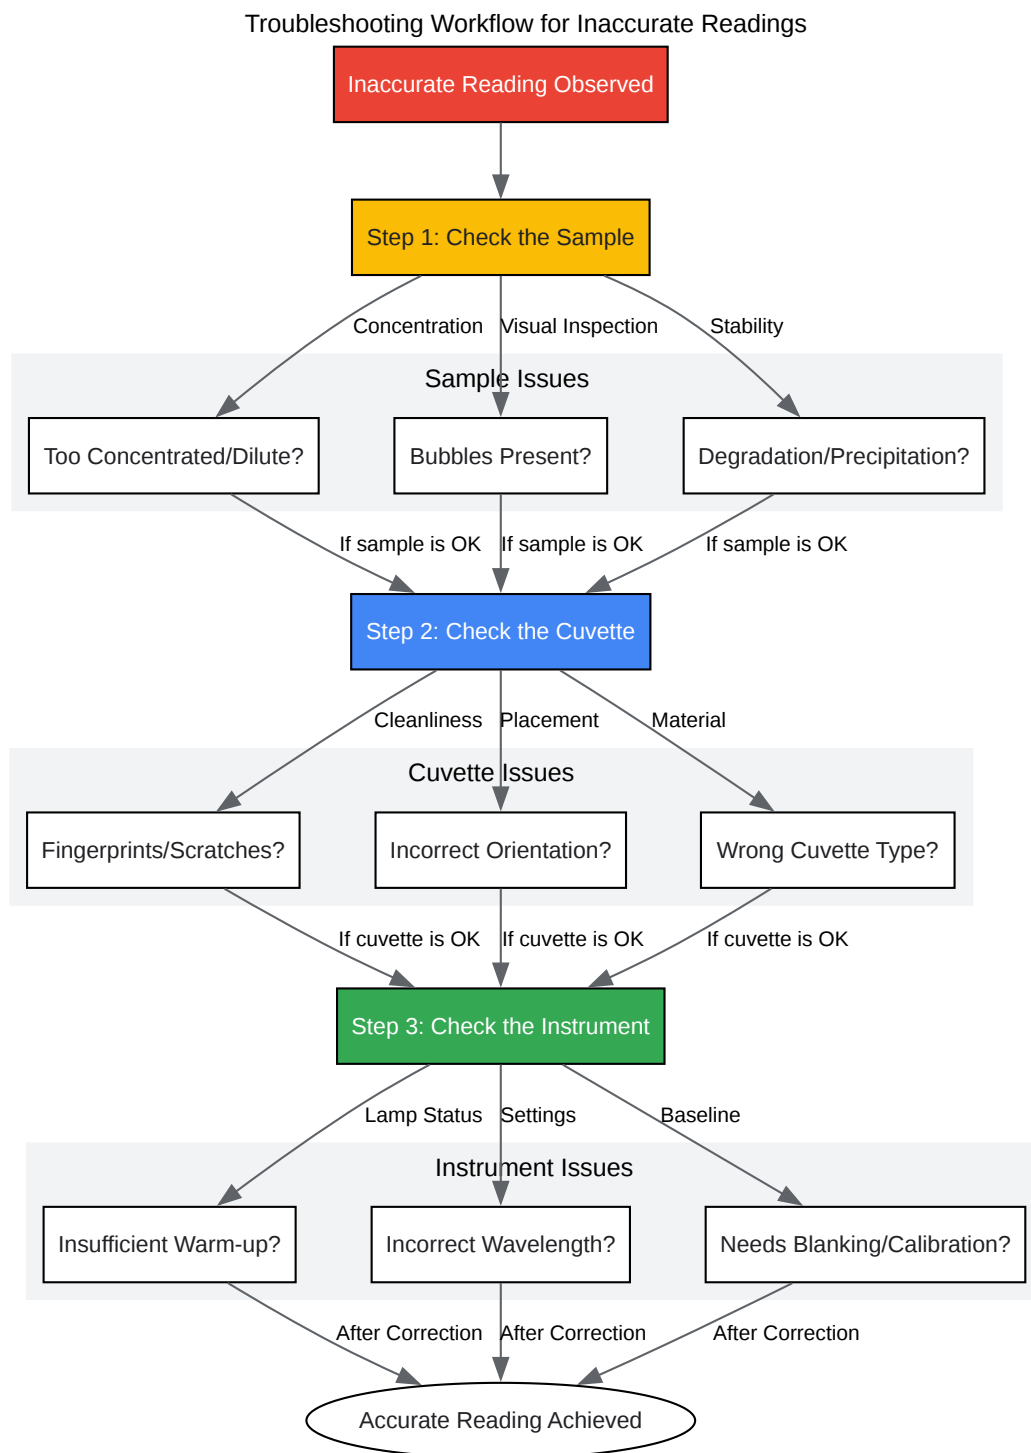 Troubleshooting Workflow for Inaccurate Readings
Inaccurate Reading Observed
Step 1: Check the Sample
Concentration
Visual Inspection
Stability
Sample Issues
Too Concentrated/Dilute?
Bubbles Present?
Degradation/Precipitation?
If sample is OK
If sample is OK
If sample is OK
Step 2: Check the Cuvette
Cleanliness
Placement
Material
Cuvette Issues
Fingerprints/Scratches?
Incorrect Orientation?
Wrong Cuvette Type?
If cuvette is OK
If cuvette is OK
If cuvette is OK
Step 3: Check the Instrument
Lamp Status
Settings
Baseline
Instrument Issues
Insufficient Warm-up?
Incorrect Wavelength?
Needs Blanking/Calibration?
After Correction
After Correction
After Correction
Accurate Reading Achieved